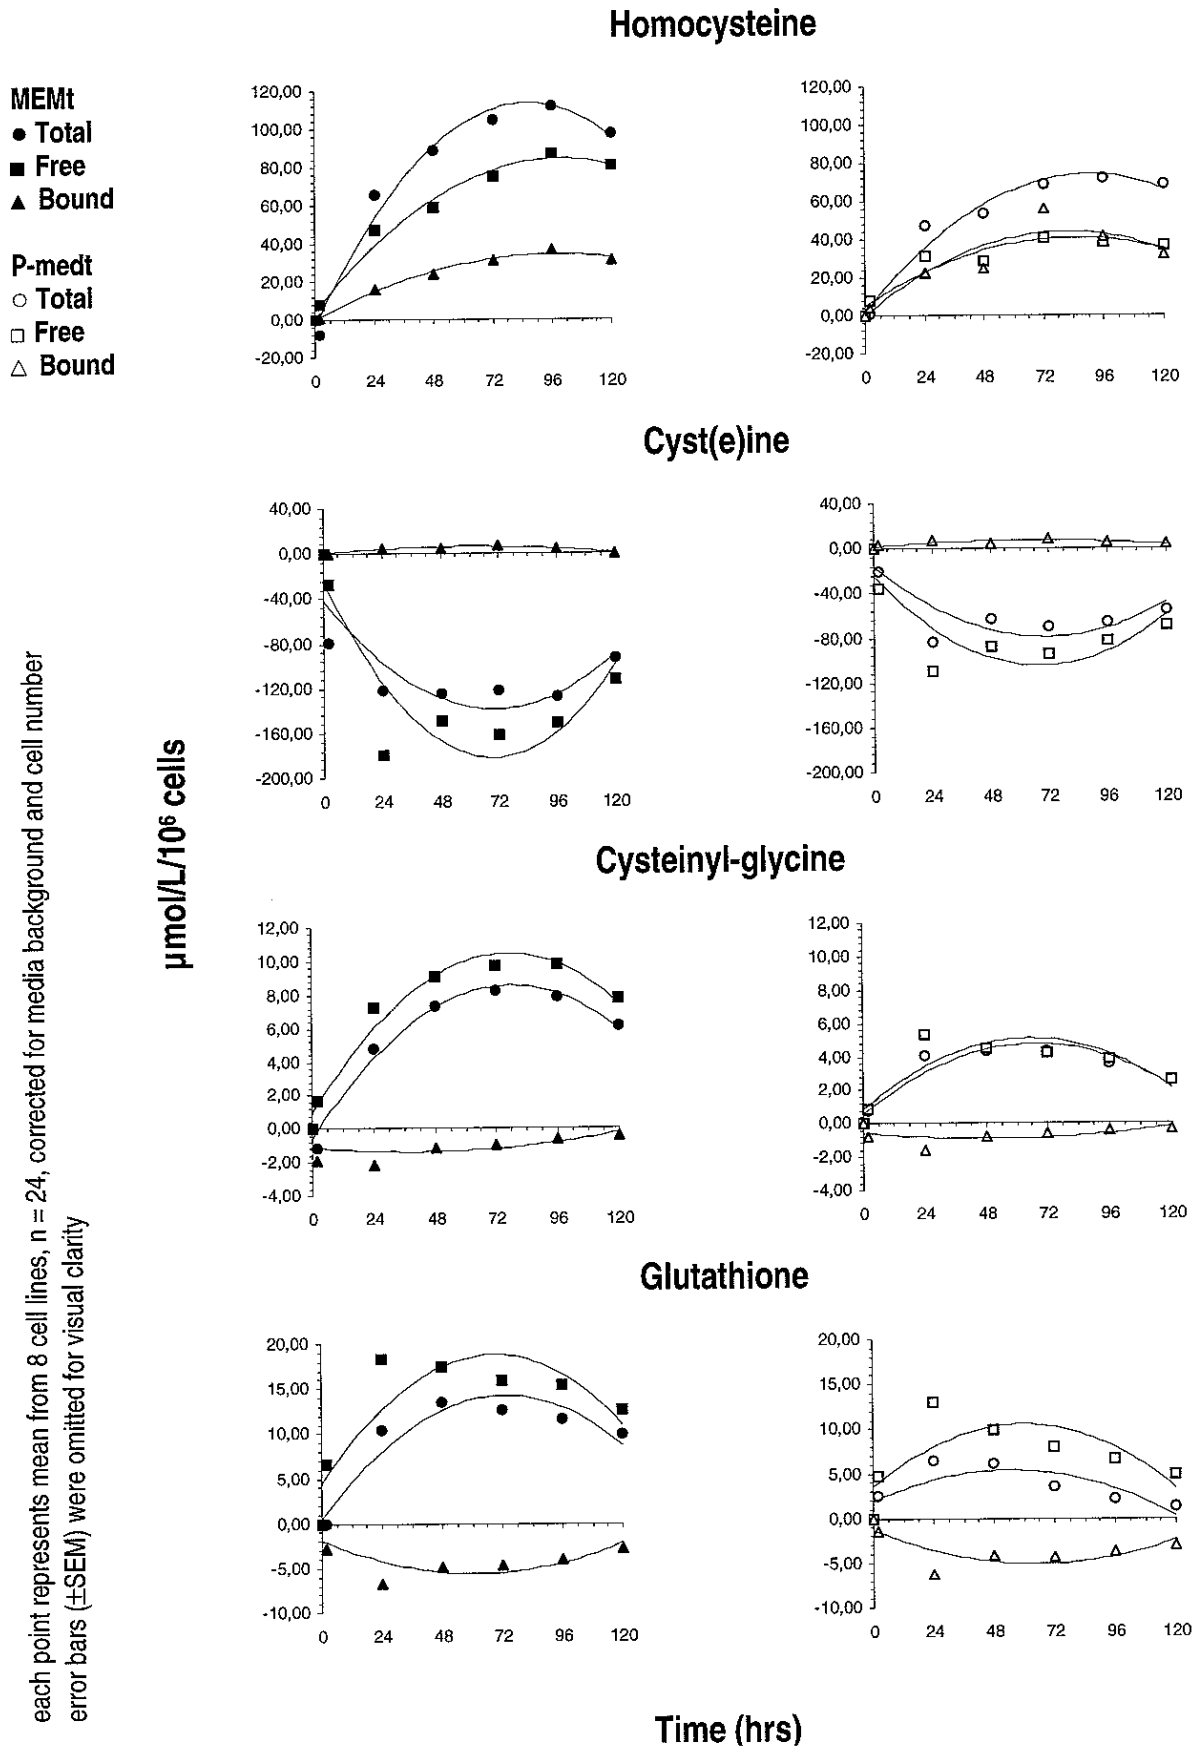 Homocysteine
MEMt
● Total
■ Free
▲ Bound
P-medt
○ Total
□ Free
△ Bound
120,00
100,00
80,00
60,00
40,00
20,00
0,00
-20,00
0 24 48 72 96 120
120,00
100,00
80,00
60,00
40,00
20,00
0,00
-20,00
0 24 48 72 96 120
Cyst(e)ine
40,00
0,00
-40,00
-80,00
-120,00
-160,00
-200,00
0 24 48 72 96 120
40,00
0,00
-40,00
-80,00
-120,00
-160,00
-200,00
0 24 48 72 96 120
Cysteinyl-glycine
12,00
10,00
8,00
6,00
4,00
2,00
0,00
-2,00
-4,00
0 24 48 72 96 120
12,00
10,00
8,00
6,00
4,00
2,00
0,00
-2,00
-4,00
0 24 48 72 96 120
Glutathione
20,00
15,00
10,00
5,00
0,00
-5,00
-10,00
0 24 48 72 96 120
20,00
15,00
10,00
5,00
0,00
-5,00
-10,00
0 24 48 72 96 120
Time (hrs)
µmol/L/10⁶ cells
each point represents mean from 8 cell lines, n = 24, corrected for media background and cell number
error bars (±SEM) were omitted for visual clarity